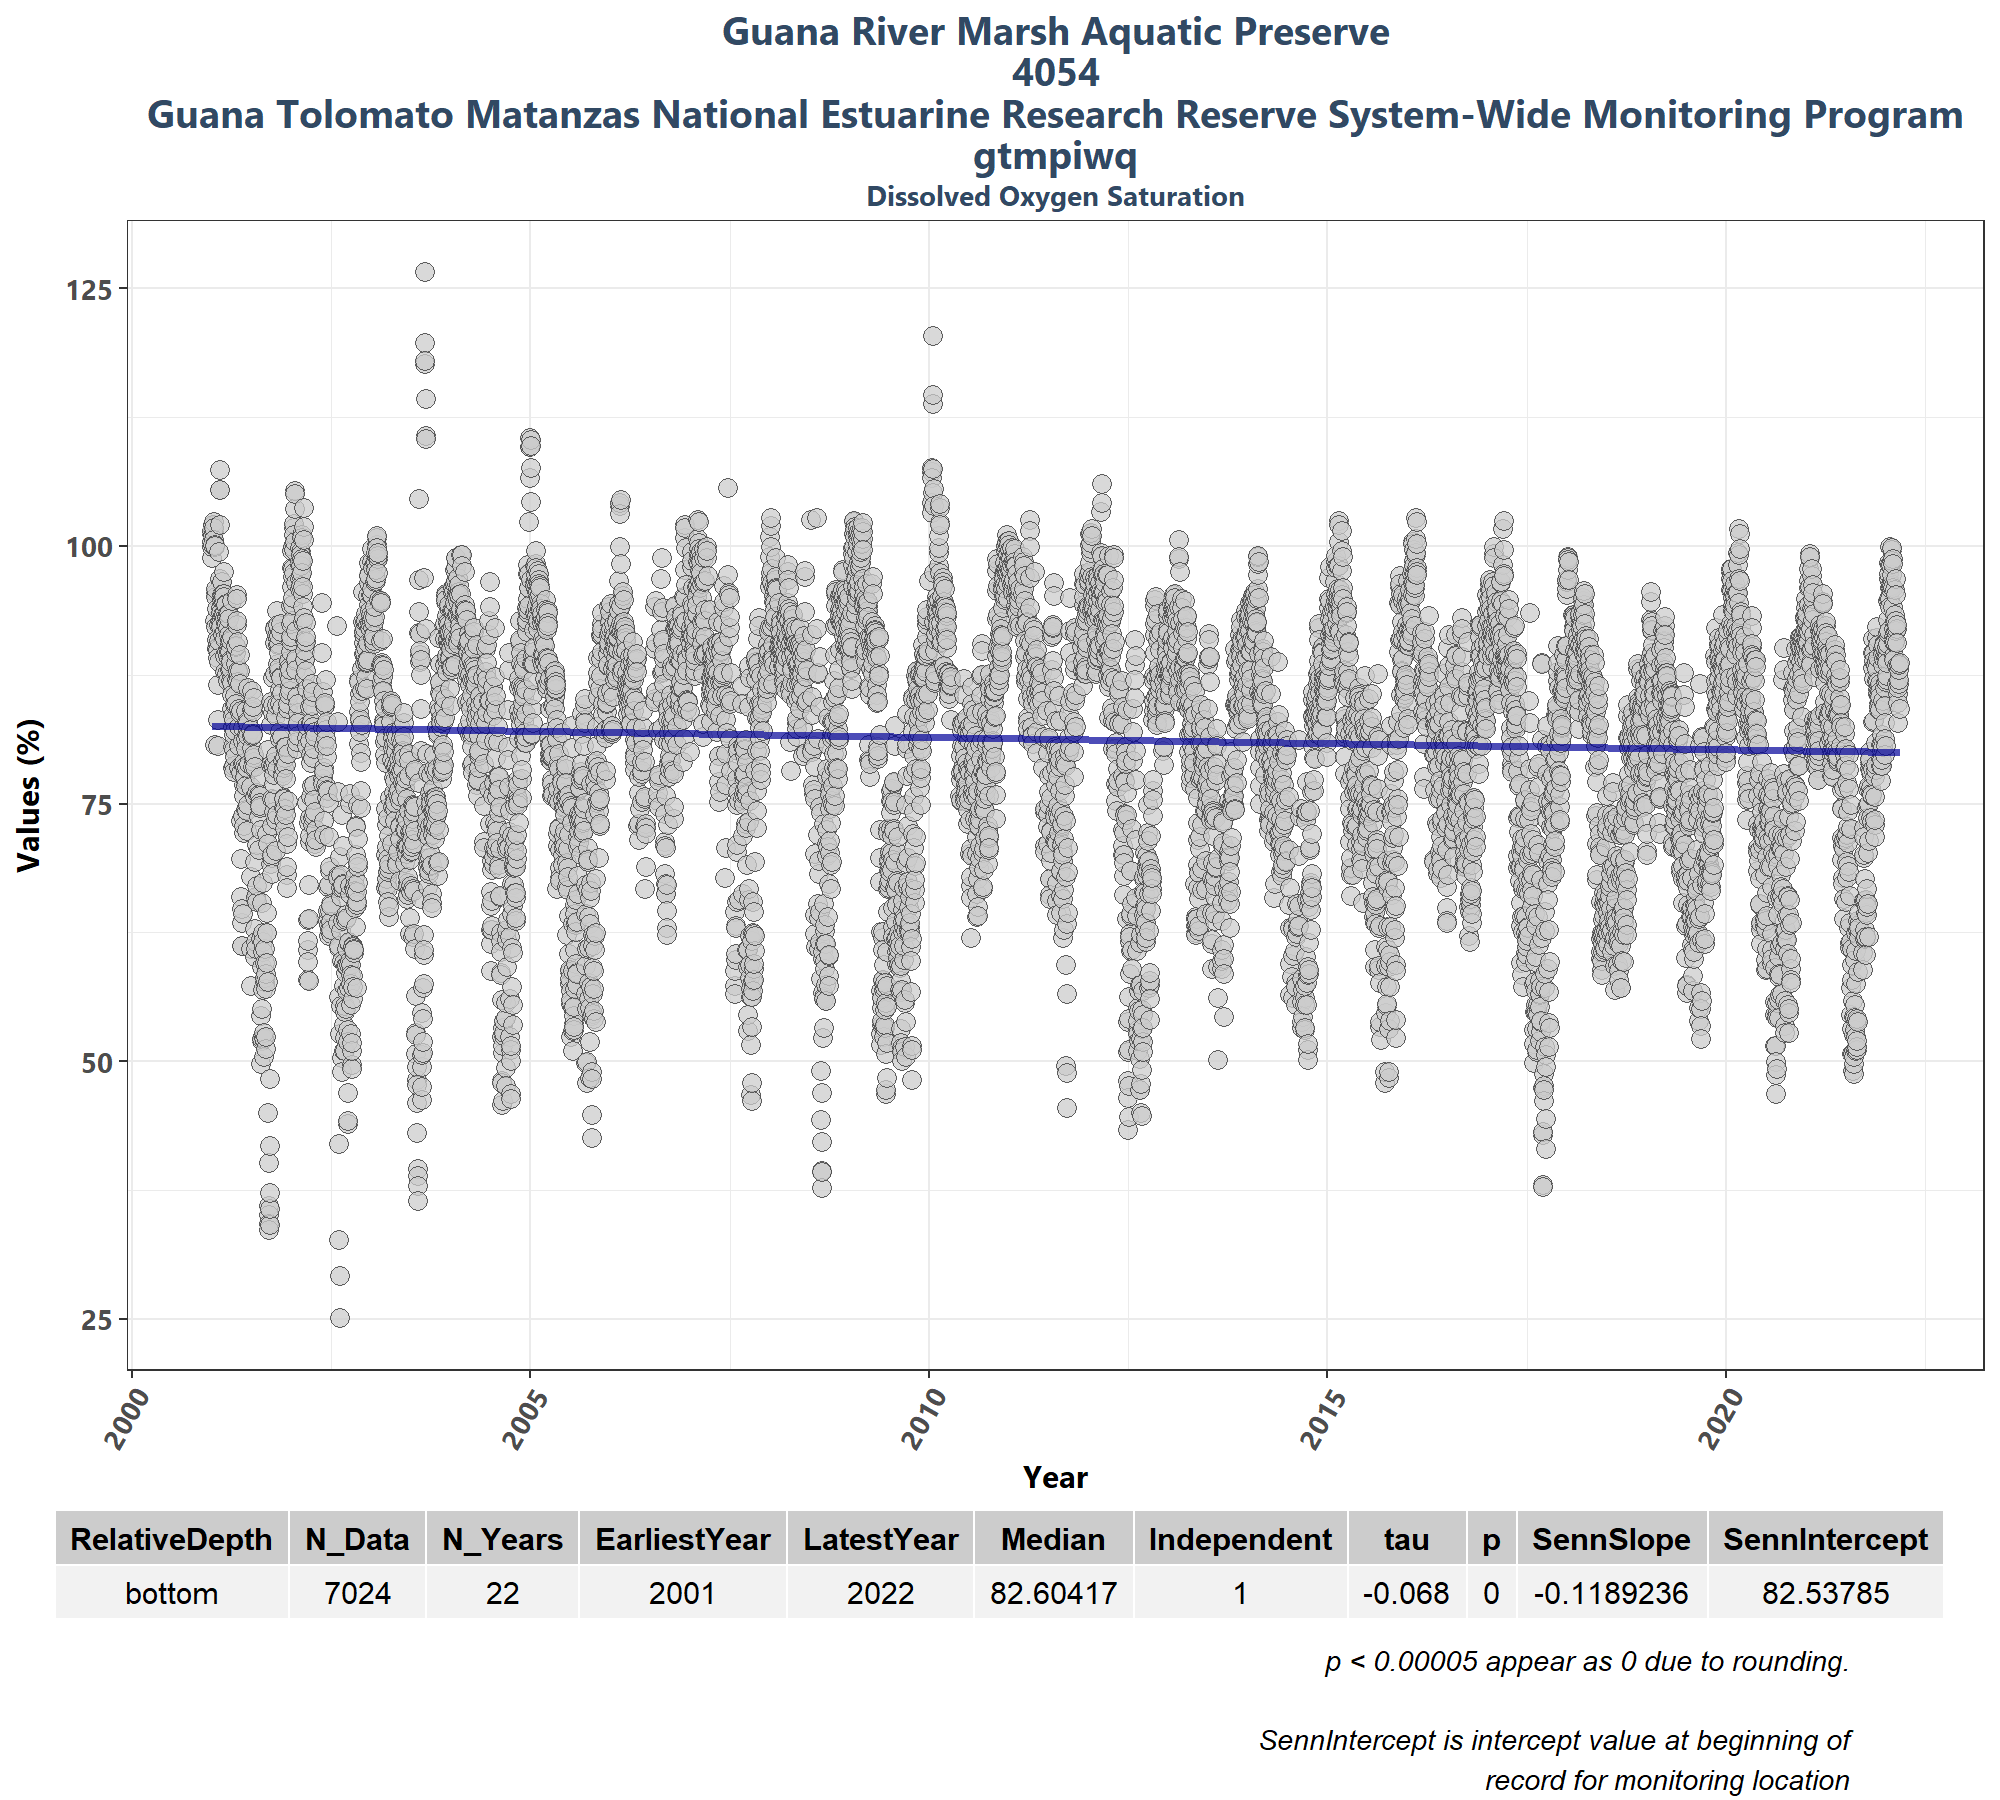 Guana River Marsh Aquatic Preserve
4054
Guana Tolomato Matanzas National Estuarine Research Reserve System-Wide Monitoring Program
gtmpiwq
Dissolved Oxygen Saturation
125
100
75
50
25
Values (%)
2000 2005 2010 2015 2020
Year
RelativeDepth N_Data N_Years EarliestYear LatestYear Median Independent tau p SennSlope SennIntercept
bottom 7024 22 2001 2022 82.60417 1 -0.068 0 -0.1189236 82.53785
p < 0.00005 appear as 0 due to rounding.
SennIntercept is intercept value at beginning of
record for monitoring location